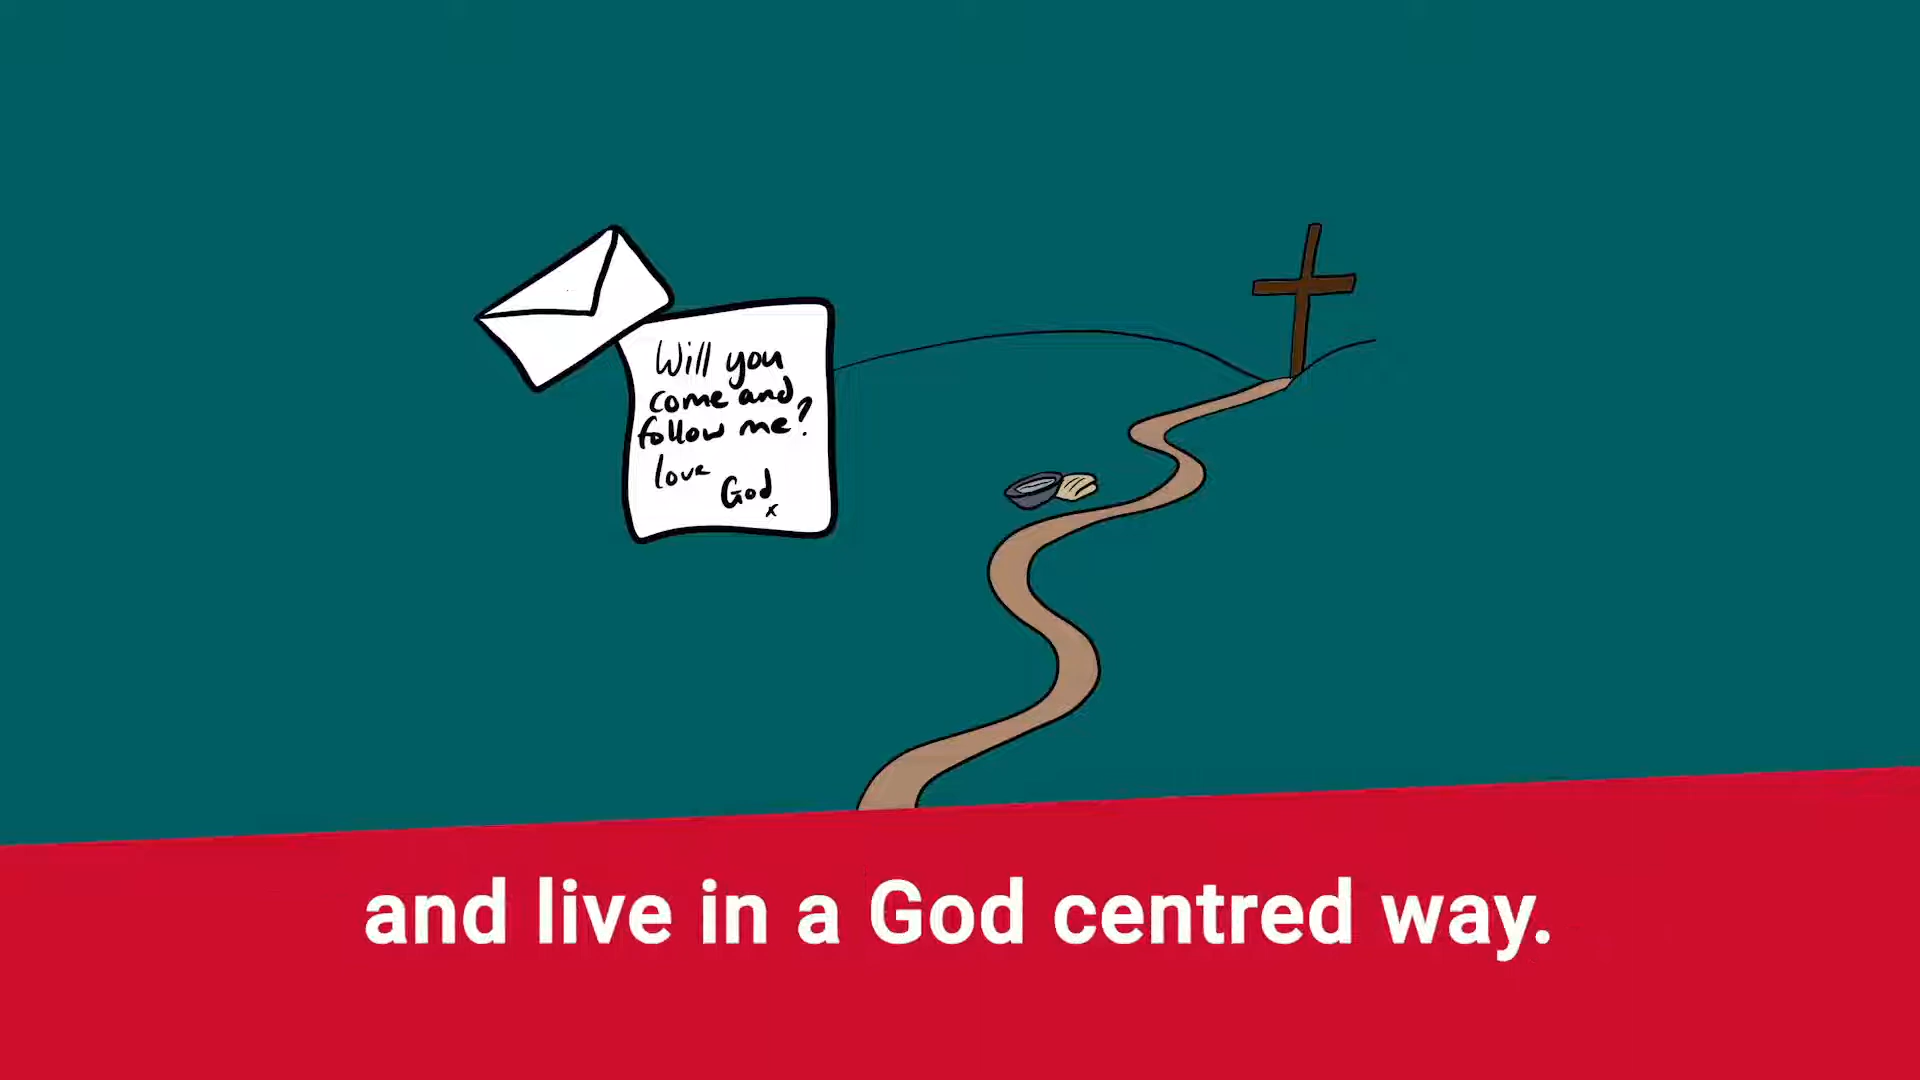 Will you
come and
follow me?
love
God
x
and live in a God centred way.